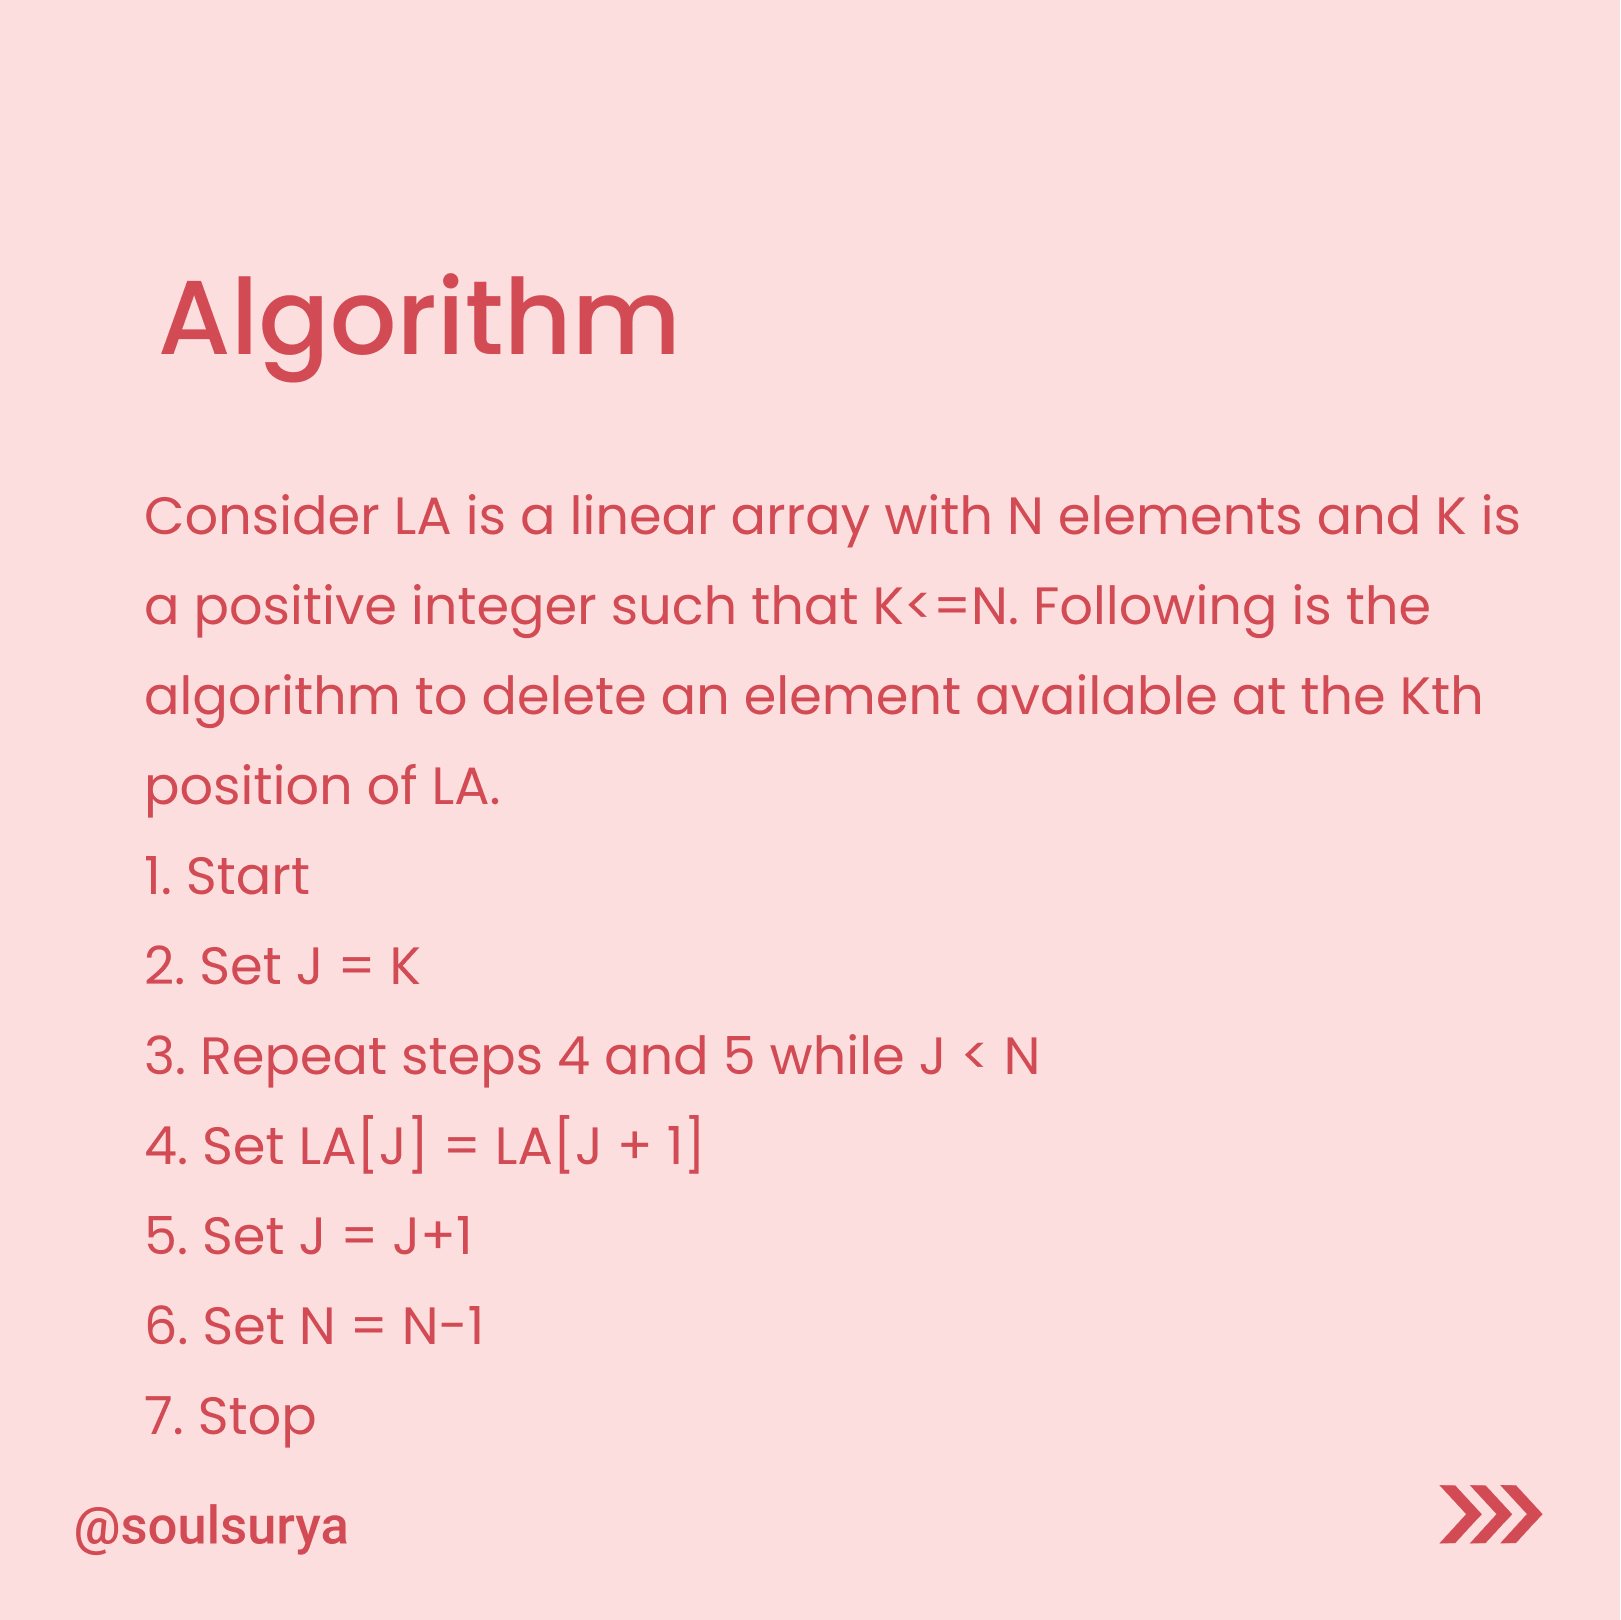 Algorithm
Consider LA is a linear array with N elements and K is
a positive integer such that K<=N. Following is the
algorithm to delete an element available at the Kth
position of LA.
1. Start
2. Set J = K
3. Repeat steps 4 and 5 while J < N
4. Set LA[J] = LA[J + 1]
5. Set J = J+1
6. Set N = N-1
7. Stop
@soulsurya